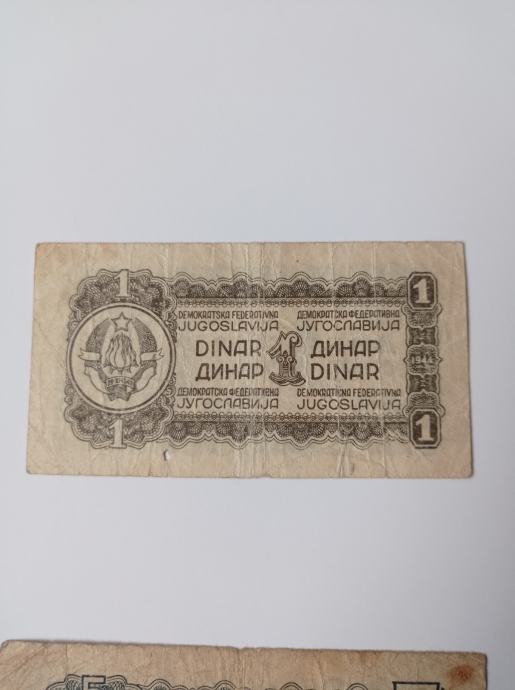 1 1
DEMOKRATSKA FEDERATIVNA ДЕМОКРАТСКА ФЕДЕРАТИВНА
JUGOSLAVIJA ЈУГОСЛАВИЈА
DINAR 1 ДИНАР
ДИНАР DINAR
ДЕМОКРАТСКА ФЕДЕРАТИВНА DEMOKRATSKA FEDERATIVNA
ЈУГОСЛАВИЈА JUGOSLAVIJA
1 1